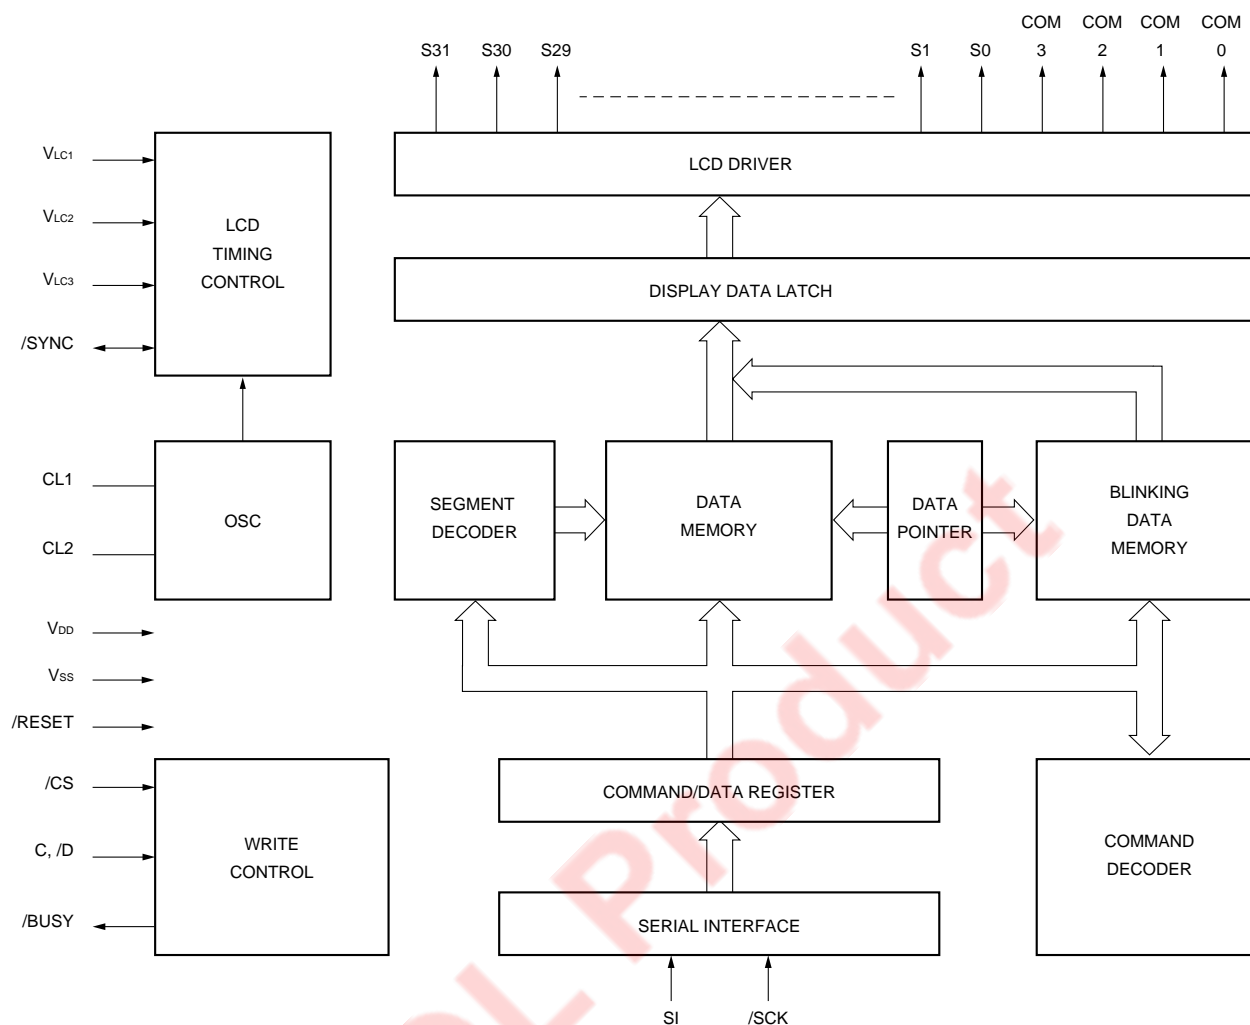 COM COM COM COM
S31 S30 S29 S1 S0 3 2 1 0
LCD DRIVER
VLC1
VLC2
VLC3
/SYNC
LCD
TIMING
CONTROL
DISPLAY DATA LATCH
CL1
CL2
OSC
SEGMENT
DECODER
DATA
MEMORY
DATA
POINTER
BLINKING
DATA
MEMORY
VDD
VSS
/RESET
/CS
C, /D
/BUSY
WRITE
CONTROL
COMMAND/DATA REGISTER
COMMAND
DECODER
SERIAL INTERFACE
SI /SCK
OL Product